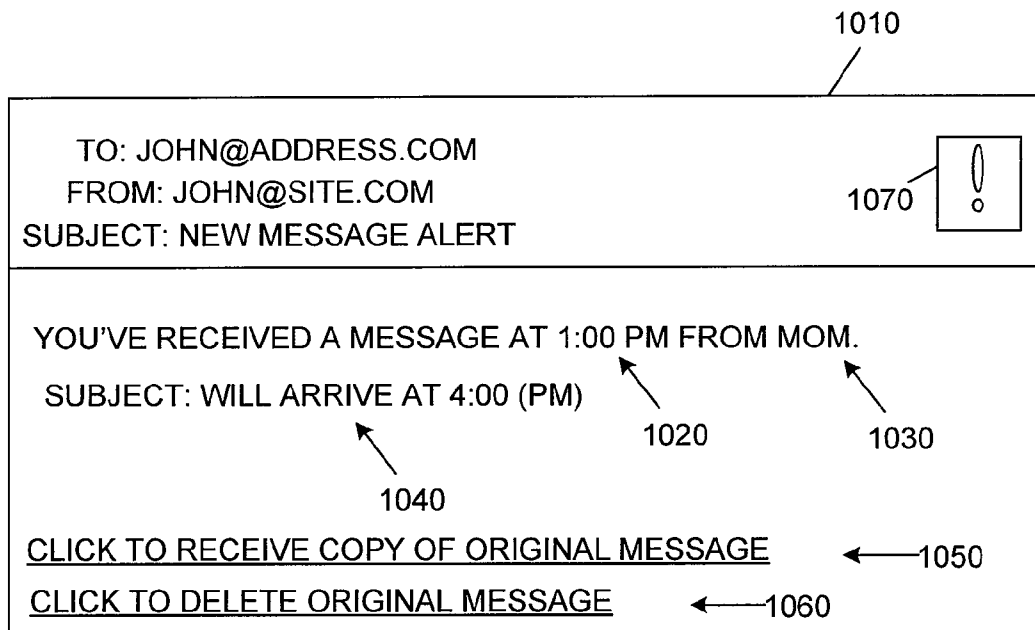 1010
TO: JOHN@ADDRESS.COM
FROM: JOHN@SITE.COM
1070
!
SUBJECT: NEW MESSAGE ALERT
YOU'VE RECEIVED A MESSAGE AT 1:00 PM FROM MOM.
SUBJECT: WILL ARRIVE AT 4:00 (PM)
1020
1030
1040
CLICK TO RECEIVE COPY OF ORIGINAL MESSAGE
1050
CLICK TO DELETE ORIGINAL MESSAGE
1060